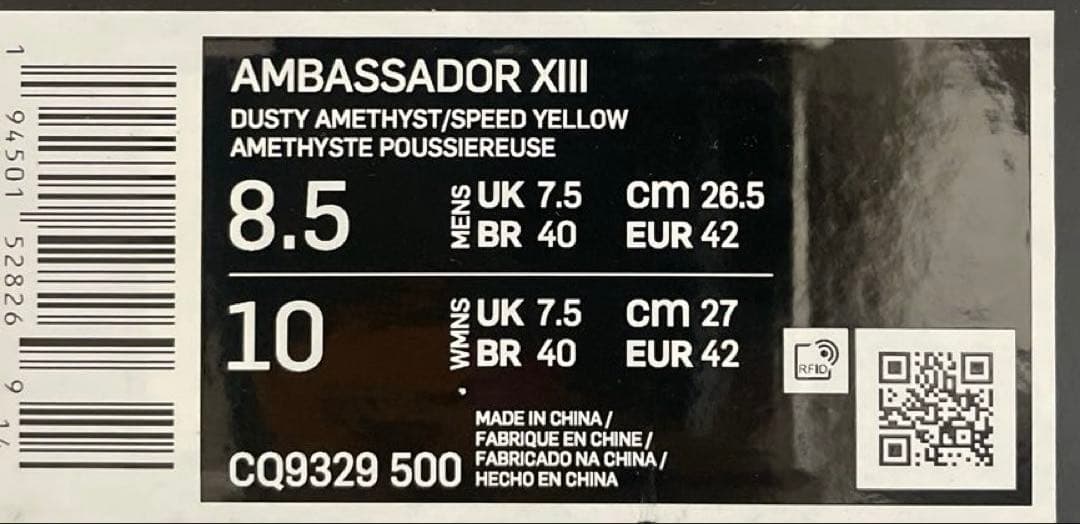 AMBASSADOR XIII
DUSTY AMETHYST/SPEED YELLOW
AMETHYSTE POUSSIEREUSE
8.5 MENS UK 7.5 cm 26.5
BR 40 EUR 42
10 WMNS UK 7.5 cm 27
BR 40 EUR 42
MADE IN CHINA /
FABRIQUE EN CHINE /
FABRICADO NA CHINA /
HECHO EN CHINA
CQ9329 500
RFID
1 94501 52826 9